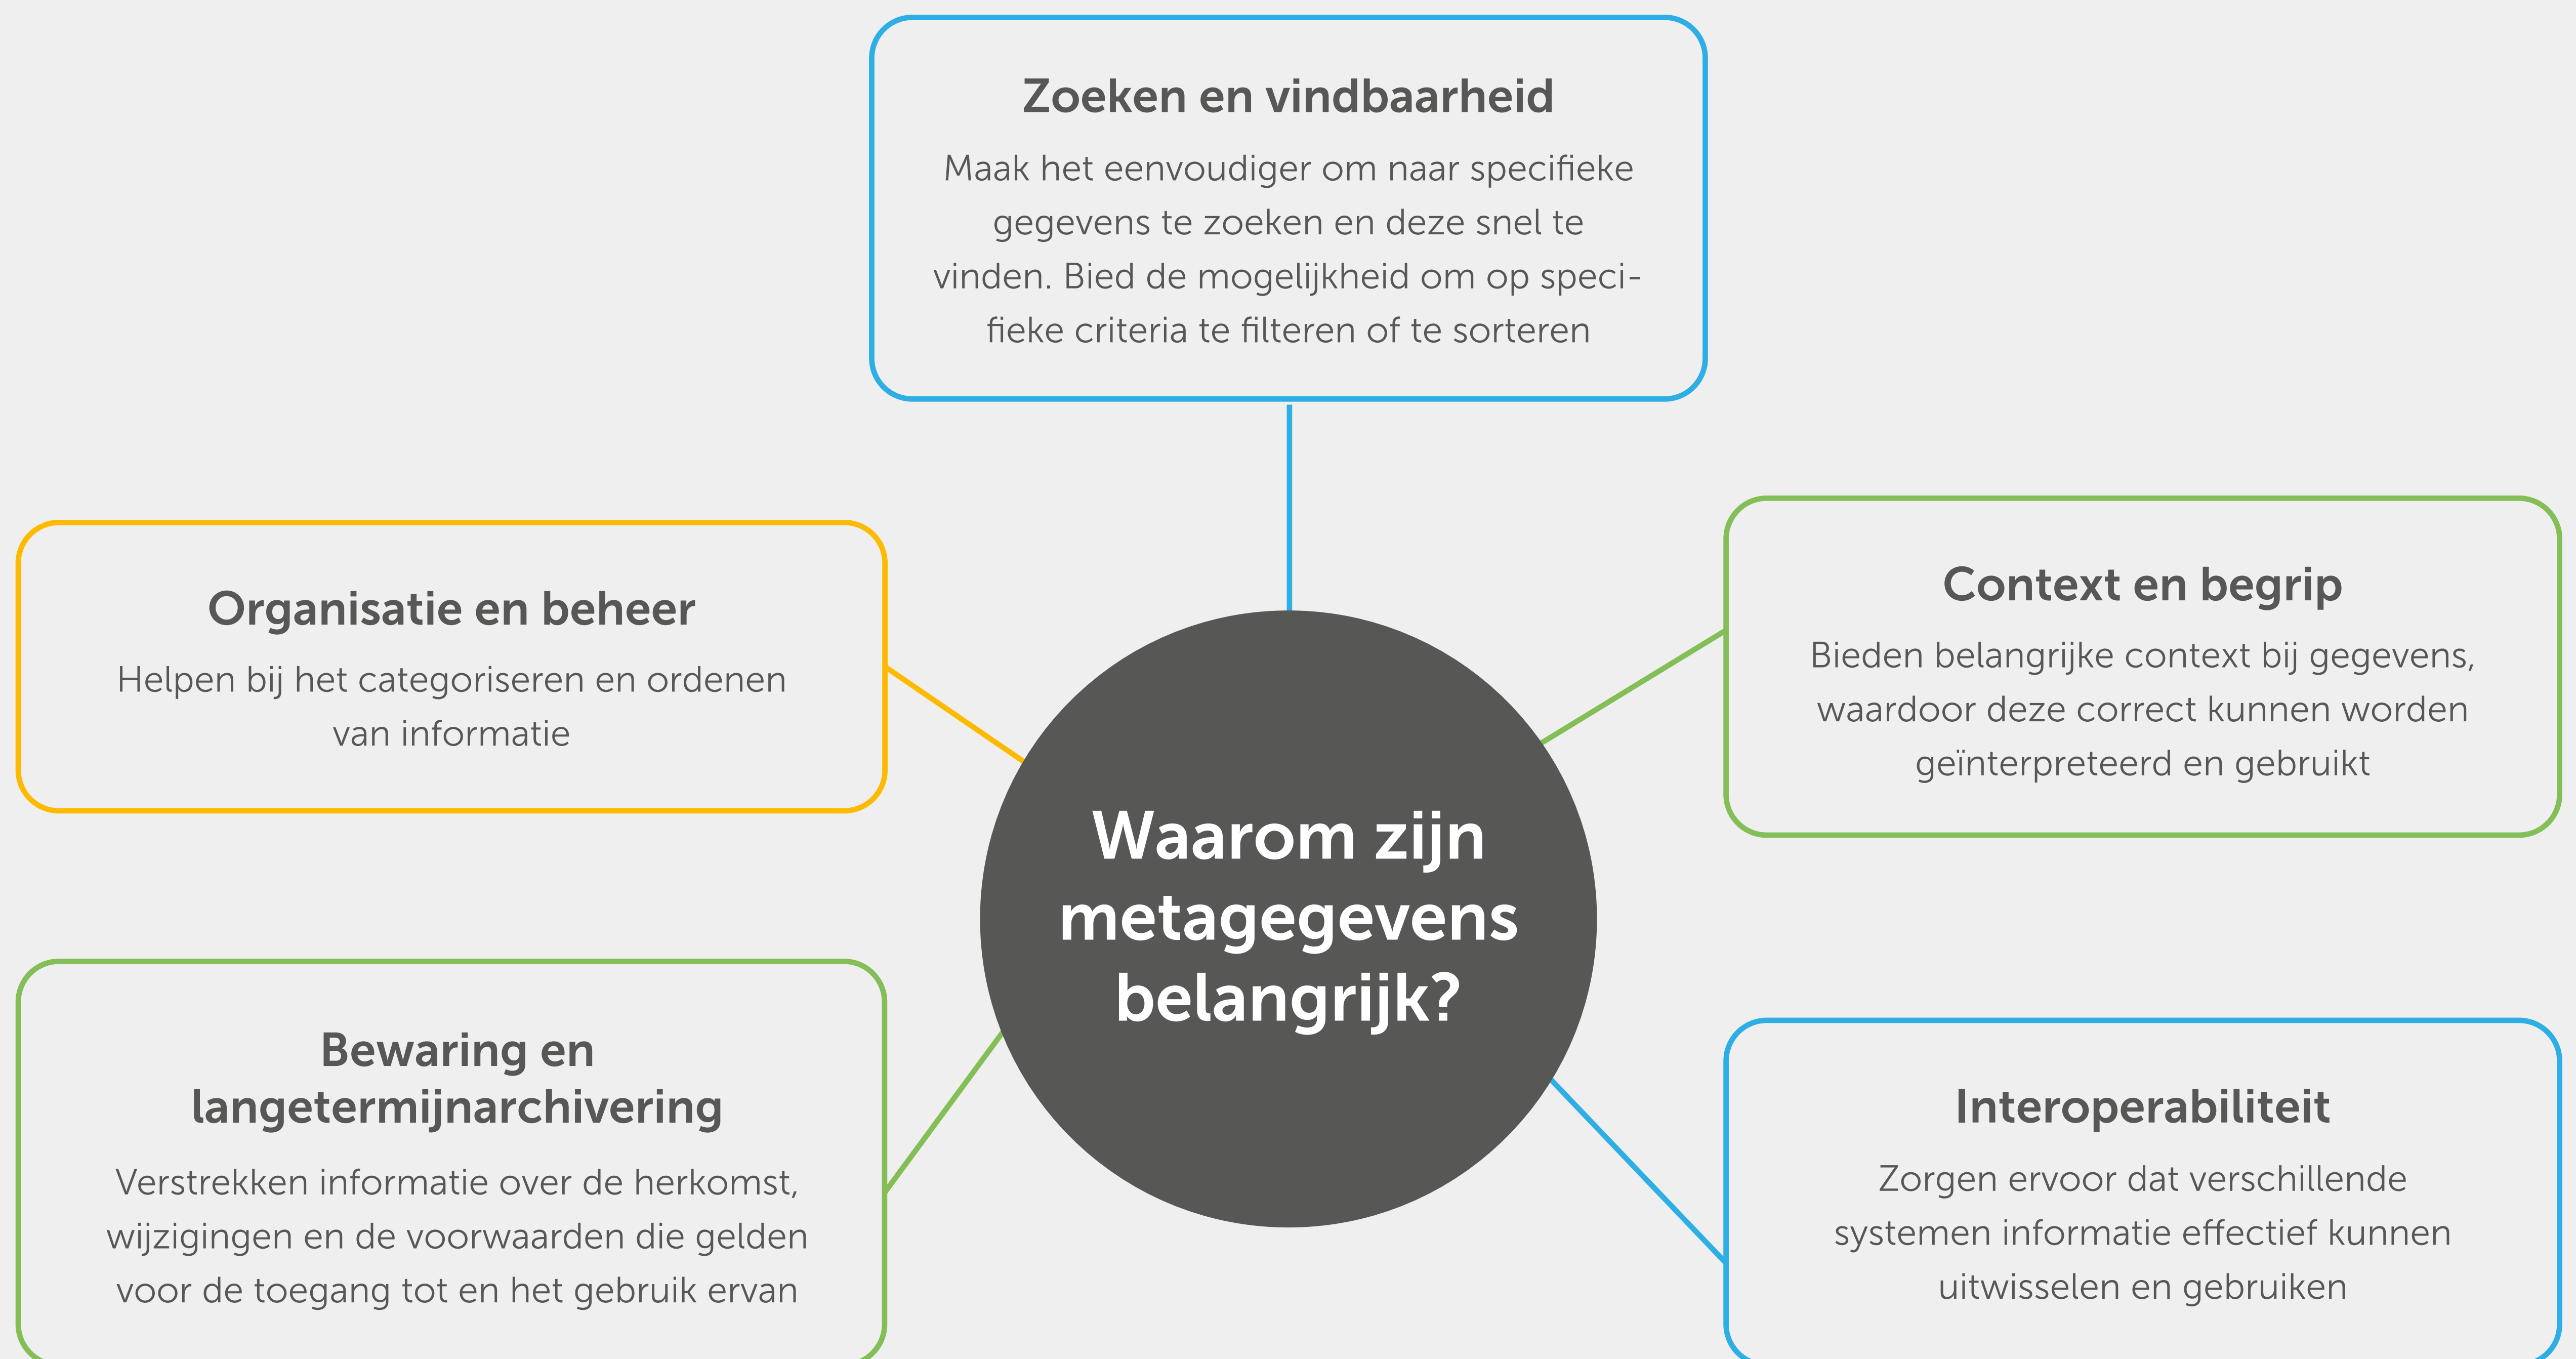 Zoeken en vindbaarheid
Maak het eenvoudiger om naar specifieke
gegevens te zoeken en deze snel te
vinden. Bied de mogelijkheid om op speci-
fieke criteria te filteren of te sorteren
Organisatie en beheer
Helpen bij het categoriseren en ordenen
van informatie
Context en begrip
Bieden belangrijke context bij gegevens,
waardoor deze correct kunnen worden
geïnterpreteerd en gebruikt
Waarom zijn
metagegevens
belangrijk?
Bewaring en
langetermijnarchivering
Verstrekken informatie over de herkomst,
wijzigingen en de voorwaarden die gelden
voor de toegang tot en het gebruik ervan
Interoperabiliteit
Zorgen ervoor dat verschillende
systemen informatie effectief kunnen
uitwisselen en gebruiken